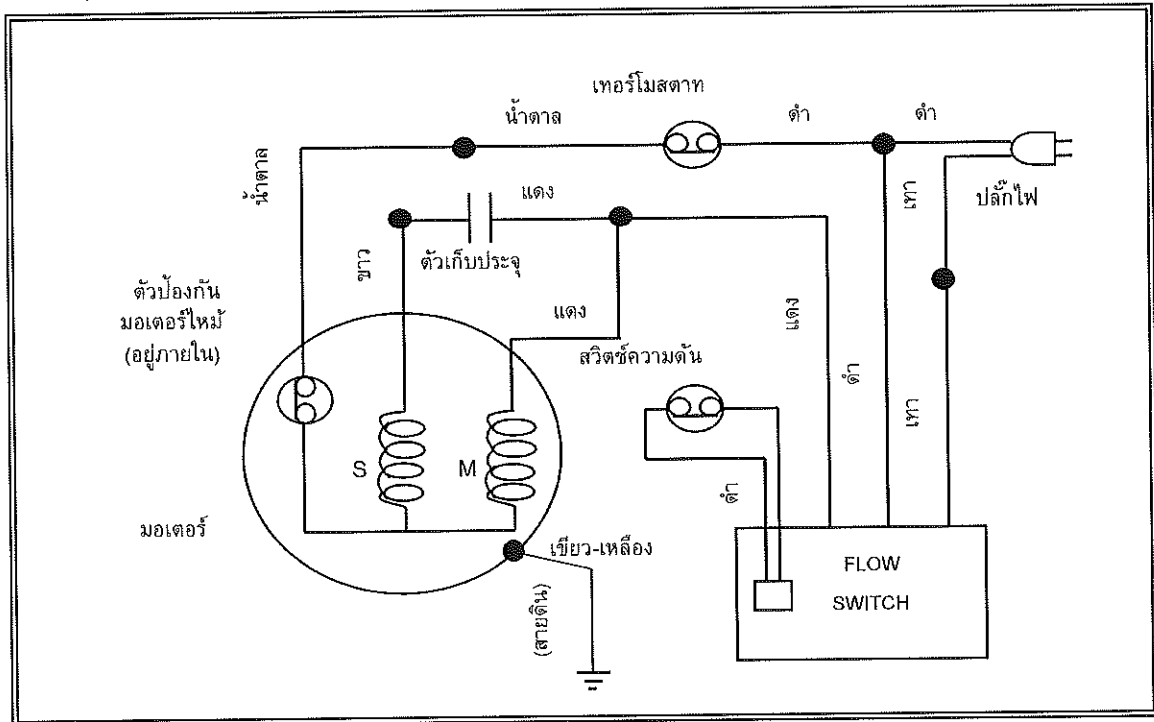 เทอร์โมสตาท
น้ำตาล
ดำ
ดำ
น้ำตาล
แดง
เทา
ปลั๊กไฟ
ขาว
ตัวเก็บประจุ
ตัวป้องกัน
มอเตอร์ไหม้
(อยู่ภายใน)
แดง
สวิตช์ความดัน
แดง
ดำ
เทา
S
M
ดำ
มอเตอร์
เขียว-เหลือง
(สายดิน)
FLOW
SWITCH